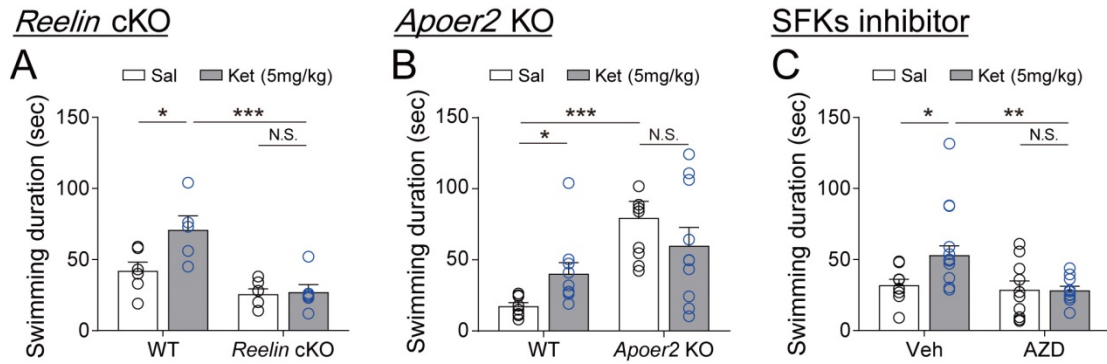 Reelin cKO
Apoer2 KO
SFKs inhibitor
A
Sal Ket (5mg/kg)
Swimming duration (sec)
150
100
50
0
* ***
N.S.
WT Reelin cKO
B
Sal Ket (5mg/kg)
Swimming duration (sec)
150
100
50
0
***
* N.S.
WT Apoer2 KO
C
Sal Ket (5mg/kg)
Swimming duration (sec)
150
100
50
0
* **
N.S.
Veh AZD